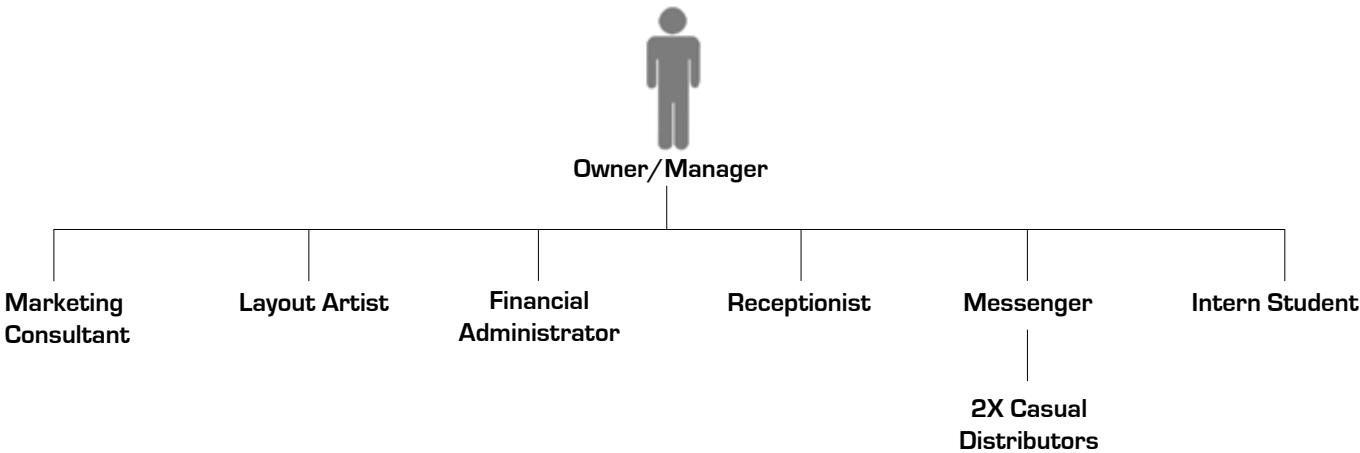 Owner/Manager
Marketing
Consultant
Layout Artist
Financial
Administrator
Receptionist
Messenger
Intern Student
2X Casual
Distributors